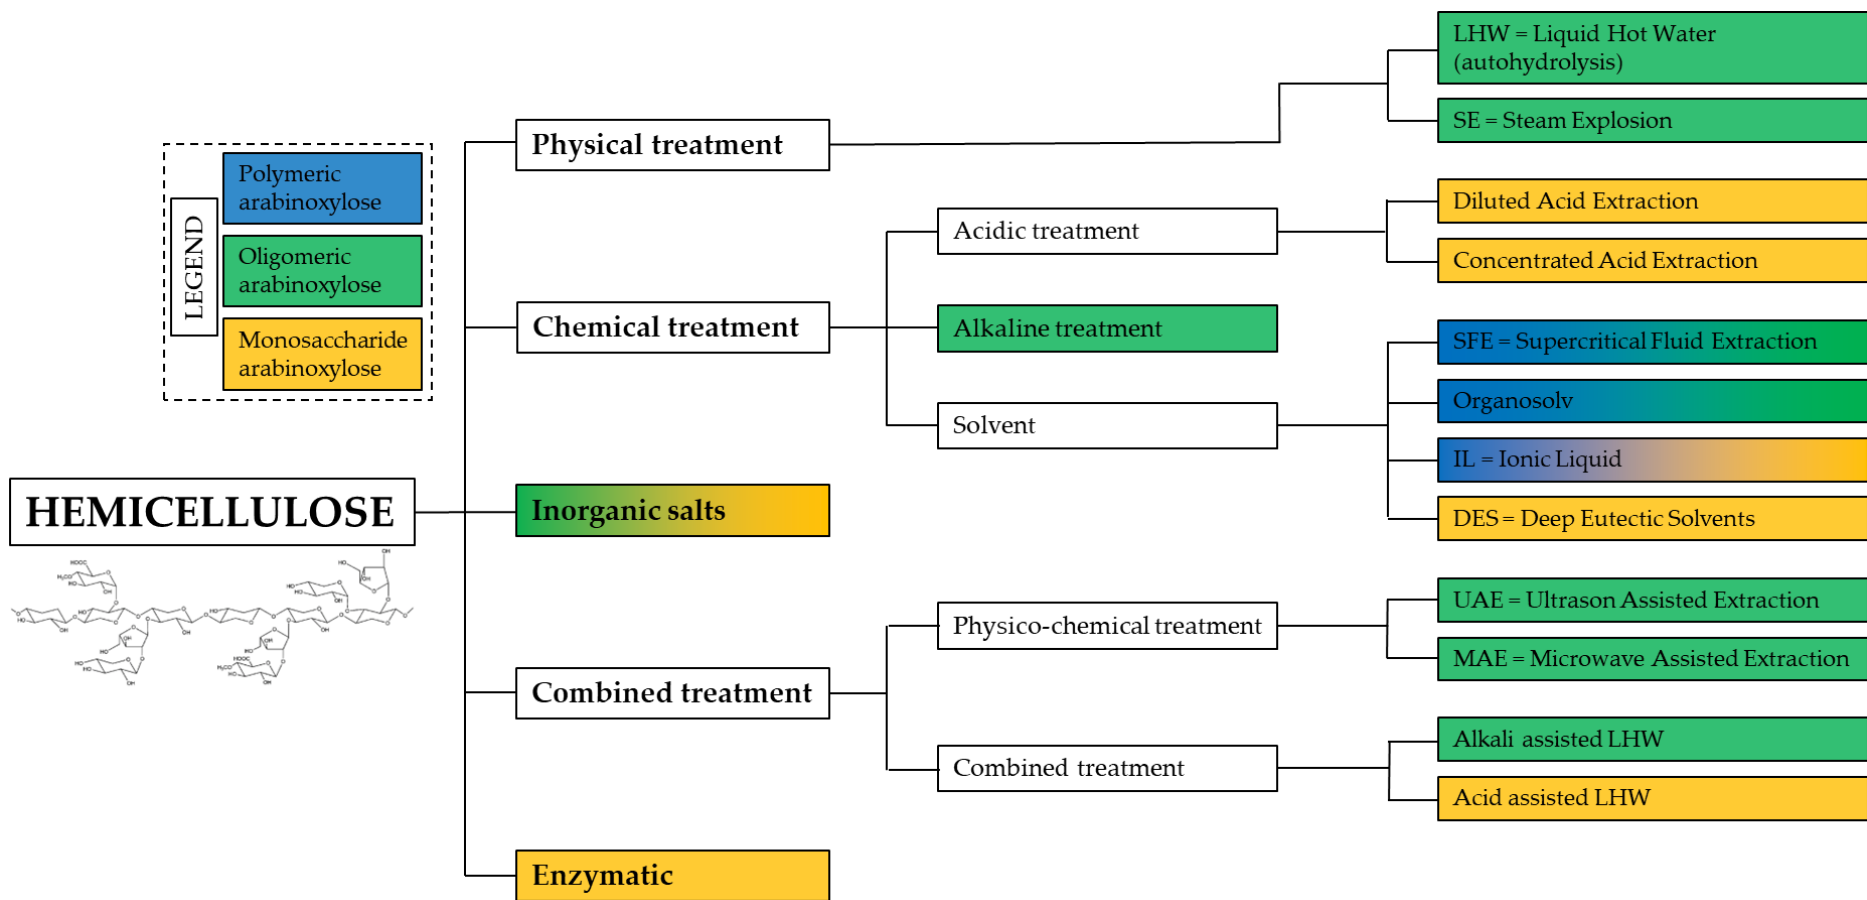 LHW = Liquid Hot Water
(autohydrolysis)
SE = Steam Explosion
Physical treatment
LEGEND
Polymeric
arabinoxylose
Oligomeric
arabinoxylose
Monosaccharide
arabinoxylose
Diluted Acid Extraction
Acidic treatment
Concentrated Acid Extraction
Chemical treatment
Alkaline treatment
SFE = Supercritical Fluid Extraction
Organosolv
Solvent
IL = Ionic Liquid
DES = Deep Eutectic Solvents
HEMICELLULOSE
Inorganic salts
UAE = Ultrason Assisted Extraction
Physico-chemical treatment
MAE = Microwave Assisted Extraction
Combined treatment
Alkali assisted LHW
Combined treatment
Acid assisted LHW
Enzymatic